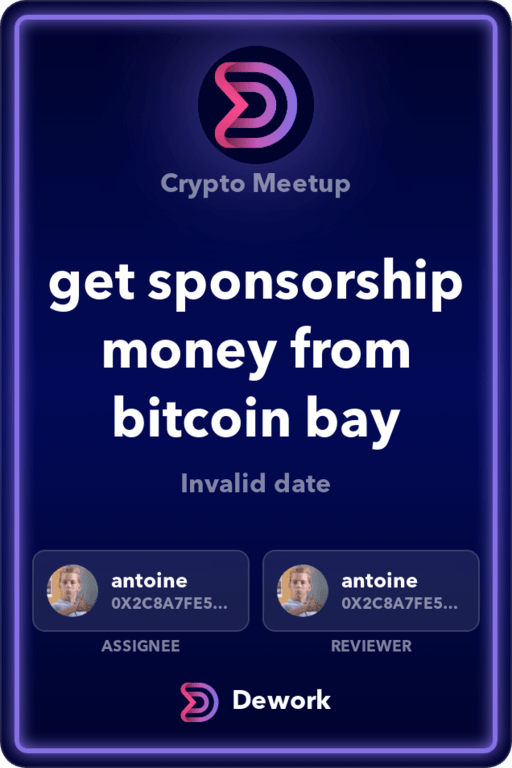 Crypto Meetup
get sponsorship
money from
bitcoin bay
Invalid date
antoine
0X2C8A7FE5...
ASSIGNEE
antoine
0X2C8A7FE5...
REVIEWER
Dework